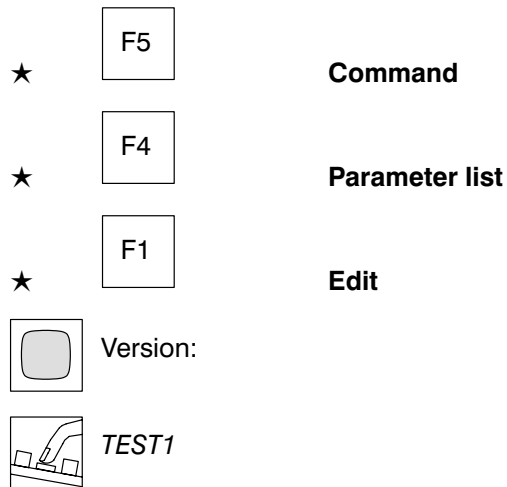 F5
★ Command
F4
★ Parameter list
F1
★ Edit
Version:
TEST1